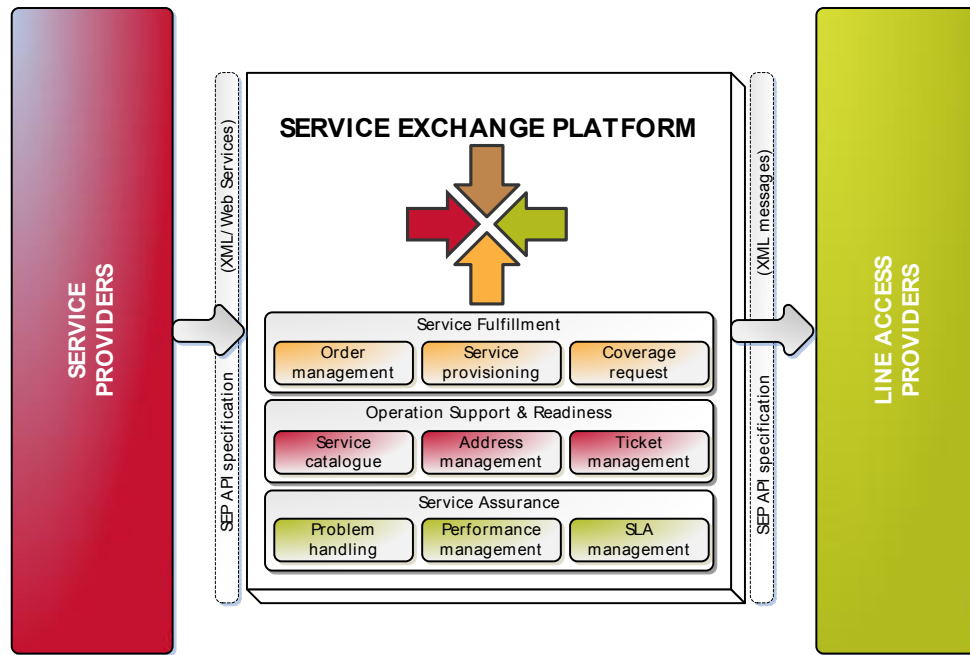 SERVICE
PROVIDERS
SEP API specification (XML/ Web Services)
SERVICE EXCHANGE PLATFORM
Service Fulfillment
Order
management
Service
provisioning
Coverage
request
Operation Support & Readiness
Service
catalogue
Address
management
Ticket
management
Service Assurance
Problem
handling
Performance
management
SLA
management
SEP API specification (XML messages)
LINE ACCESS
PROVIDERS